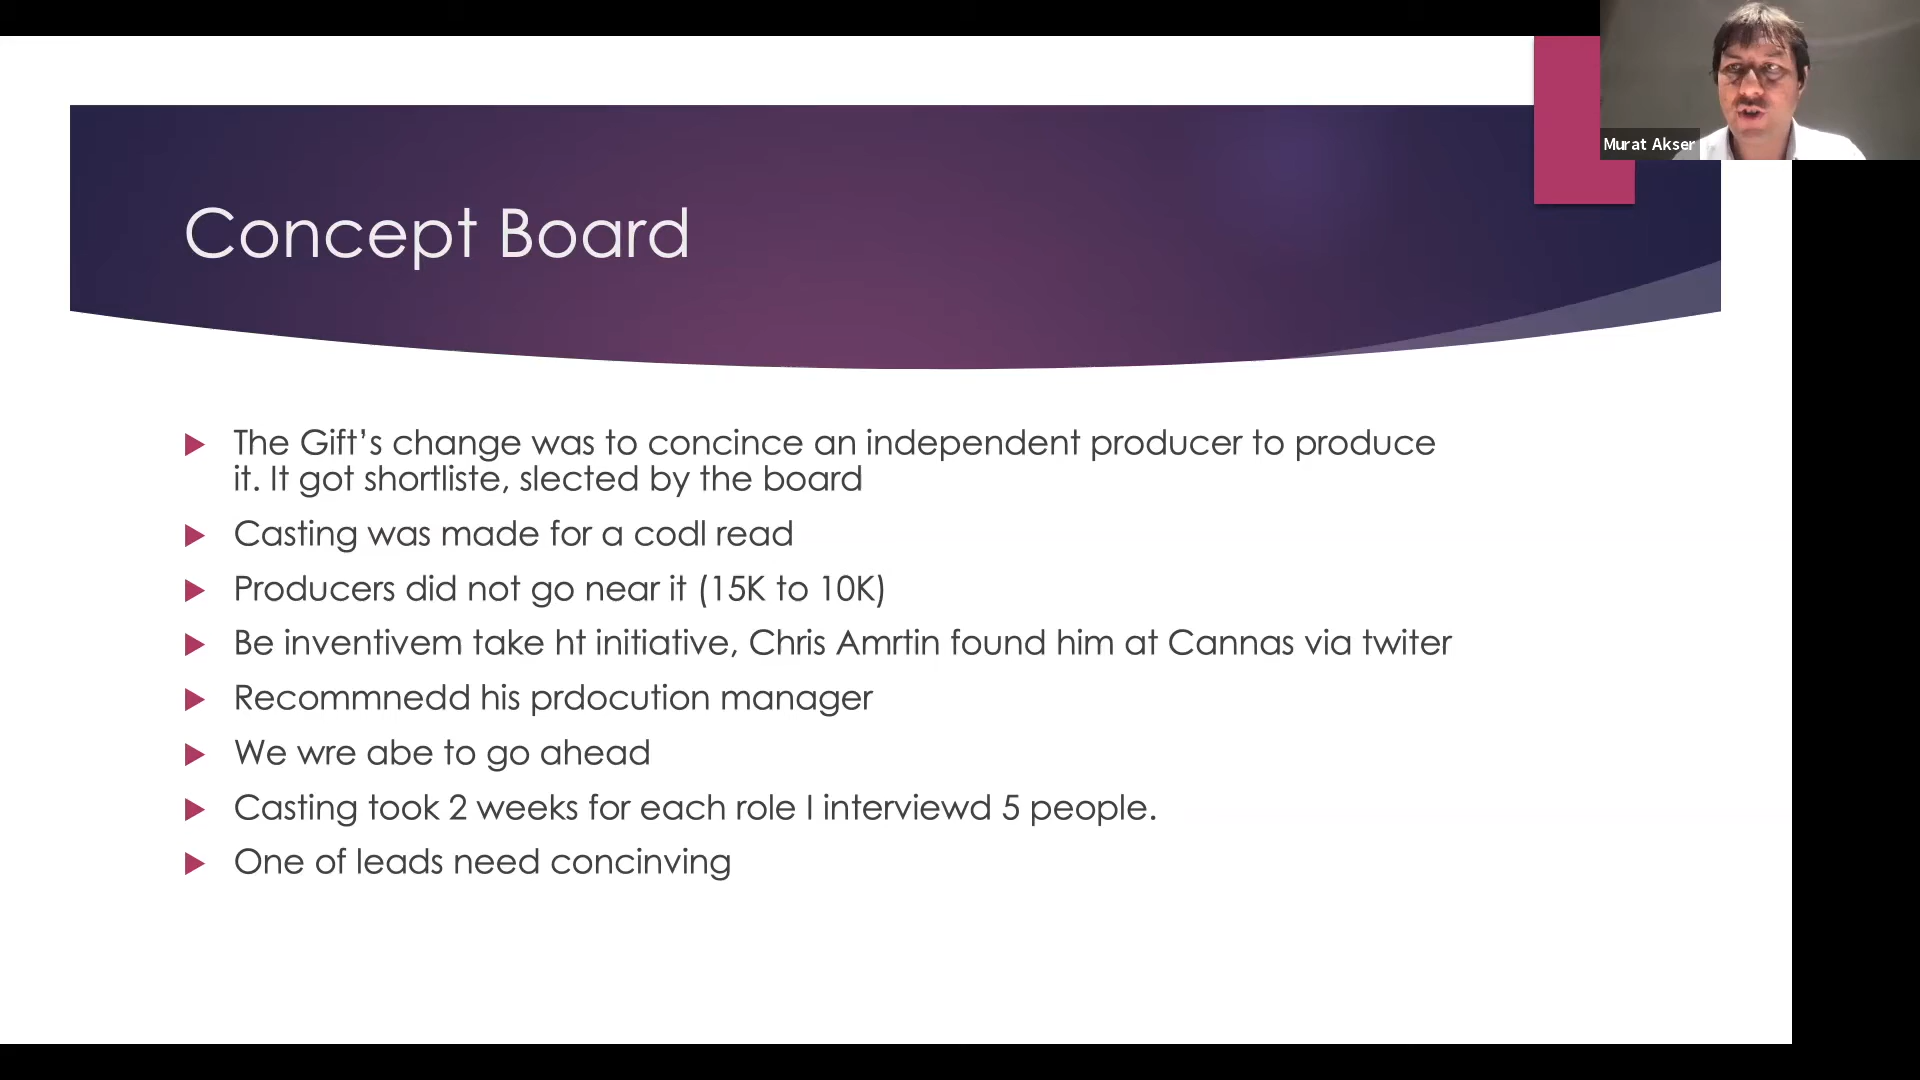 Murat Akser
Concept Board
The Gift’s change was to concince an independent producer to produce
it. It got shortliste, slected by the board
Casting was made for a codl read
Producers did not go near it (15K to 10K)
Be inventivem take ht initiative, Chris Amrtin found him at Cannas via twiter
Recommnedd his prdocution manager
We wre abe to go ahead
Casting took 2 weeks for each role I interviewd 5 people.
One of leads need concinving